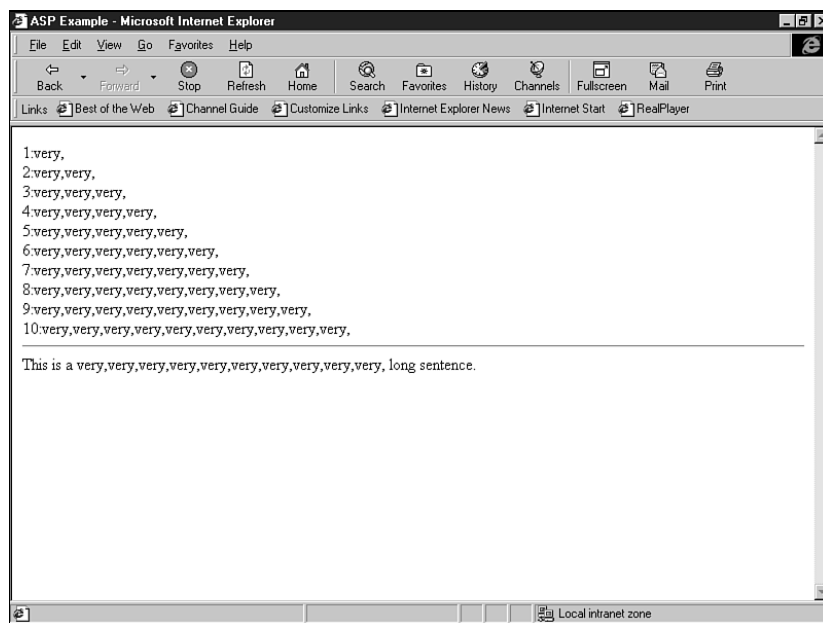 ASP Example - Microsoft Internet Explorer
File Edit View Go Favorites Help
Back Forward Stop Refresh Home Search Favorites History Channels Fullscreen Mail Print
Links Best of the Web Channel Guide Customize Links Internet Explorer News Internet Start RealPlayer
1:very,
2:very,very,
3:very,very,very,
4:very,very,very,very,
5:very,very,very,very,very,
6:very,very,very,very,very,very,
7:very,very,very,very,very,very,very,
8:very,very,very,very,very,very,very,very,
9:very,very,very,very,very,very,very,very,very,
10:very,very,very,very,very,very,very,very,very,very,
This is a very,very,very,very,very,very,very,very,very,very, long sentence.
Local intranet zone